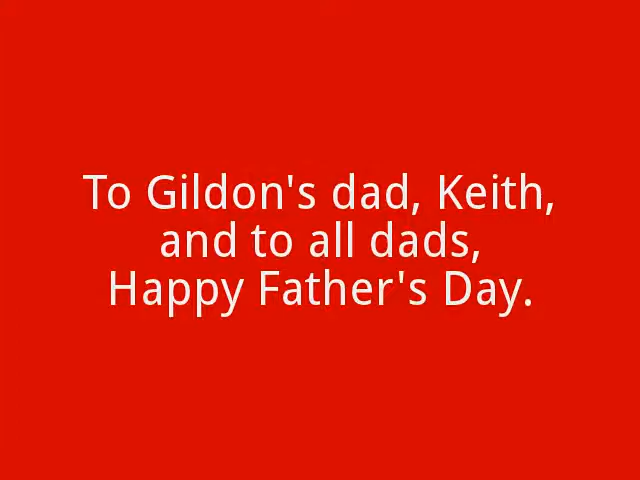 To Gildon's dad, Keith,
and to all dads,
Happy Father's Day.